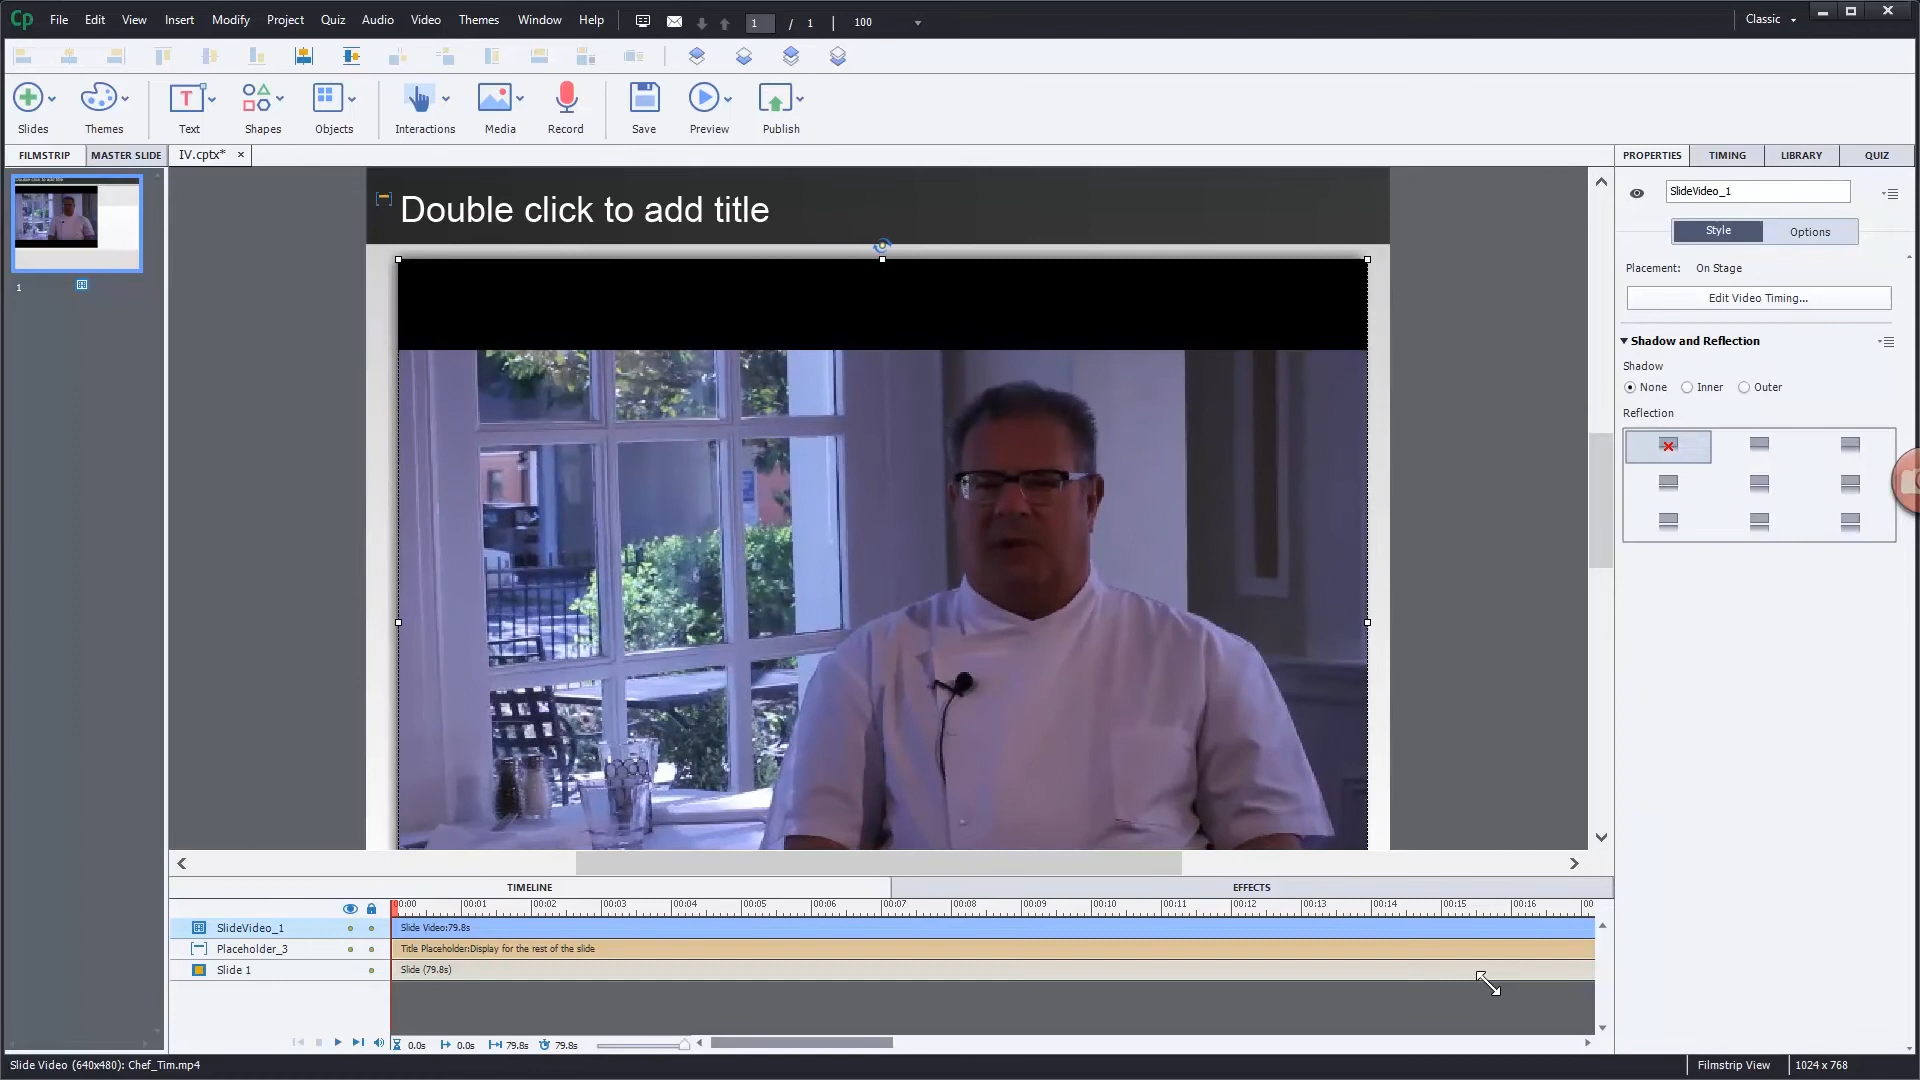 Cp File Edit View Insert Modify Project Quiz Audio Video Themes Window Help 1 / 1 100 Classic
Slides Themes Text Shapes Objects Interactions Media Record Save Preview Publish
FILMSTRIP MASTER SLIDE IV.cptx* PROPERTIES TIMING LIBRARY QUIZ
SlideVideo_1
Double click to add title
Style Options
Placement: On Stage
Edit Video Timing...
1
Shadow and Reflection
Shadow
None Inner Outer
Reflection
TIMELINE EFFECTS
00:00 00:01 00:02 00:03 00:04 00:05 00:06 00:07 00:08 00:09 00:10 00:11 00:12 00:13 00:14 00:15 00:16 00
SlideVideo_1 Slide Video:79.8s
Placeholder_3 Title Placeholder:Display for the rest of the slide
Slide 1 Slide (79.8s)
0.0s 0.0s 79.8s 79.8s
Slide Video (640x480): Chef_Tim.mp4 Filmstrip View 1024 x 768